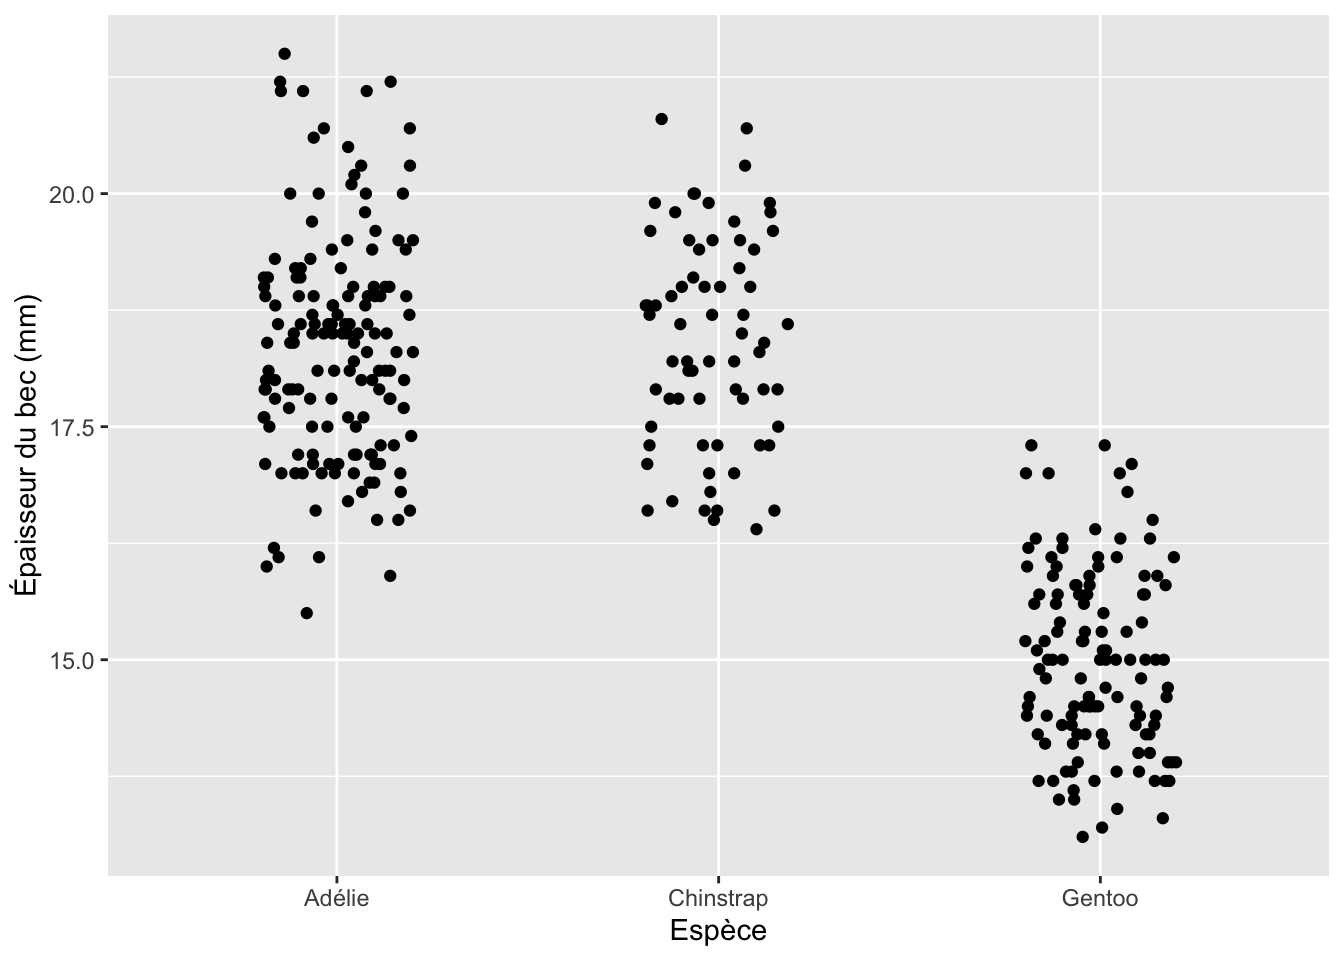 Épaisseur du bec (mm)
20.0
17.5
15.0
Adélie
Chinstrap
Gentoo
Espèce